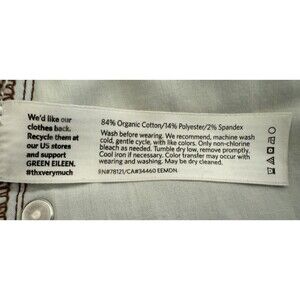 We'd like our
clothes back.
Recycle them at
our US stores
and support
GREEN EILEEN.
#thxverymuch
84% Organic Cotton/14% Polyester/2% Spandex
Wash before wearing. We recommend, machine wash
cold, gentle cycle, with like colors. Only non-chlorine
bleach as needed. Tumble dry low, remove promptly.
Cool iron if necessary. Color transfer may occur with
wearing and washing. May be dry cleaned.
RN#78121/CA#34460 EEMDN